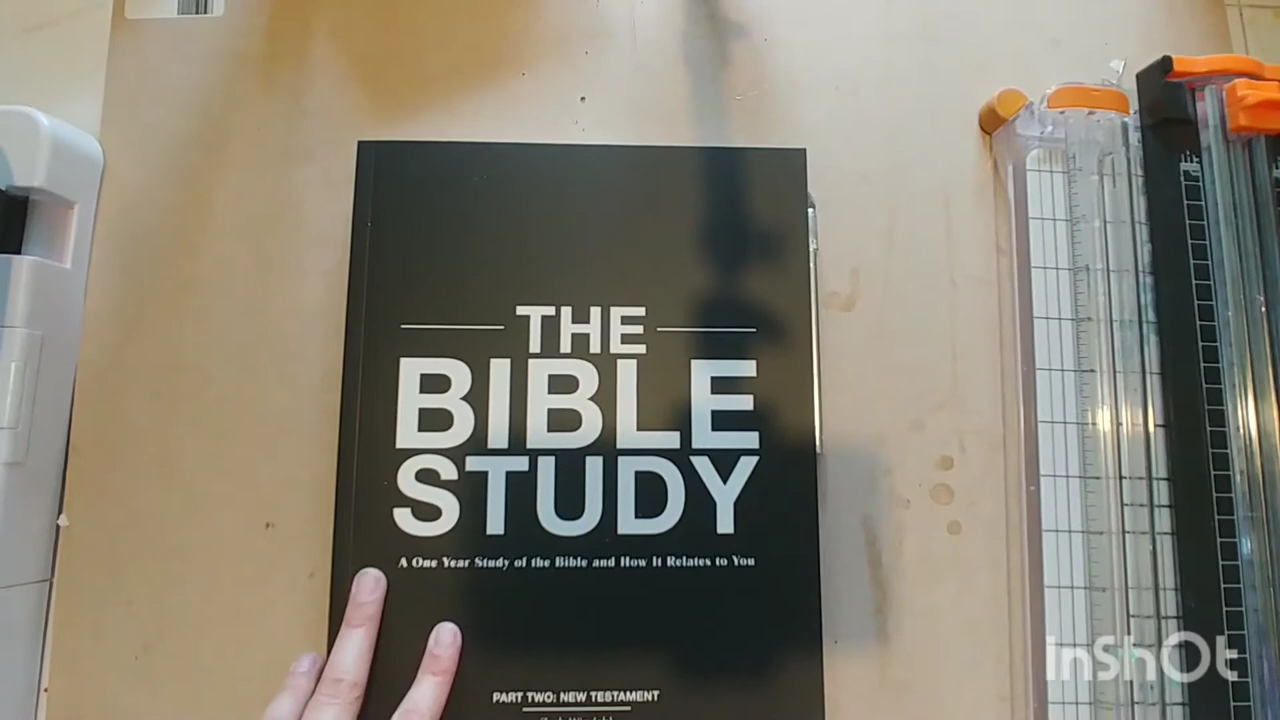 THE
BIBLE
STUDY
A One Year Study of the Bible and How It Relates to You
PART TWO: NEW TESTAMENT
InShOt